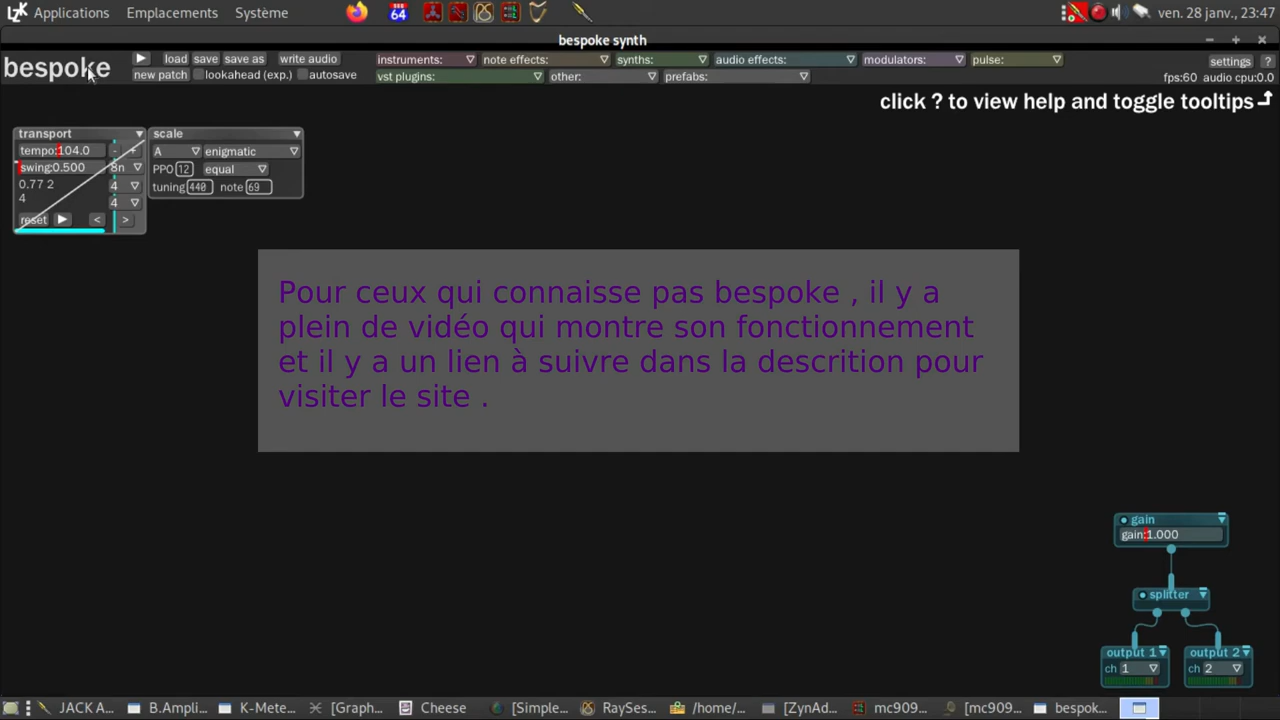 Applications Emplacements Système 64 ven. 28 janv., 23:47
bespoke synth
bespoke load save save as write audio instruments: note effects: synths: audio effects: modulators: pulse: settings ?
new patch lookahead (exp.) autosave vst plugins: other: prefabs: fps:60 audio cpu:0.0
click ? to view help and toggle tooltips
transport
tempo:104.0 - +
swing:0.500 8n
0.77 2 4
4 4
reset < >
scale
A enigmatic
PPO 12 equal
tuning 440 note 69
Pour ceux qui connaisse pas bespoke , il y a
plein de vidéo qui montre son fonctionnement
et il y a un lien à suivre dans la descrition pour
visiter le site .
gain
gain:1.000
splitter
output 1 output 2
ch 1 ch 2
JACK A... B.Ampli... K-Mete... [Graph... Cheese [Simple... RaySes... /home/... [ZynAd... mc909... [mc909... bespok...